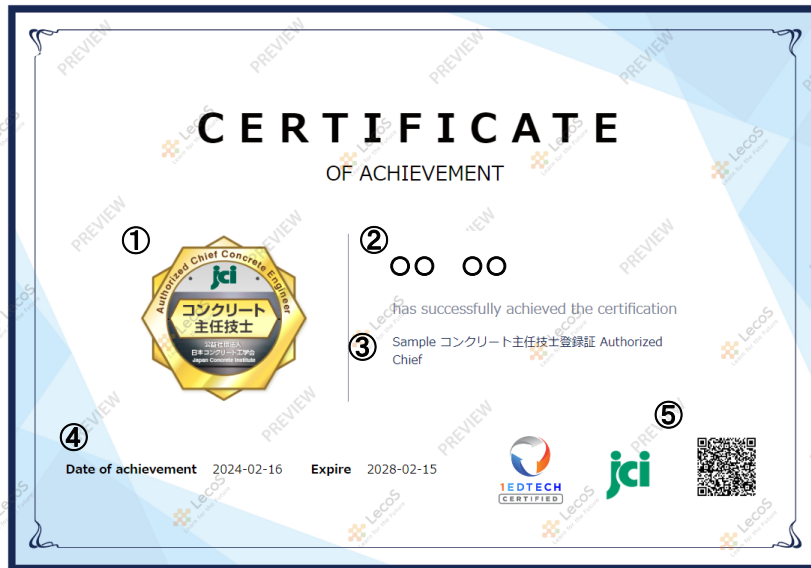 CERTIFICATE
OF ACHIEVEMENT
①
Authorized Chief Concrete Engineer
jci
コンクリート
主任技士
公益社団法人
日本コンクリート工学会
Japan Concrete Institute
②
○○ ○○
has successfully achieved the certification
③
Sample コンクリート主任技士登録証 Authorized
Chief
④
Date of achievement 2024-02-16 Expire 2028-02-15
1EDTECH
CERTIFIED
jci
⑤
PREVIEW
LecoS
Learn for the Future